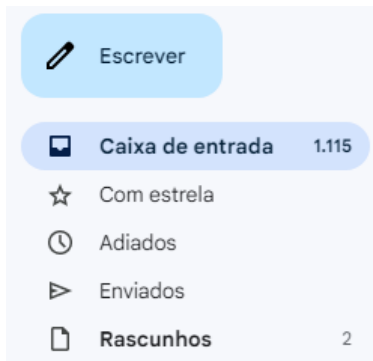 Escrever
Caixa de entrada 1.115
Com estrela
Adiados
Enviados
Rascunhos 2